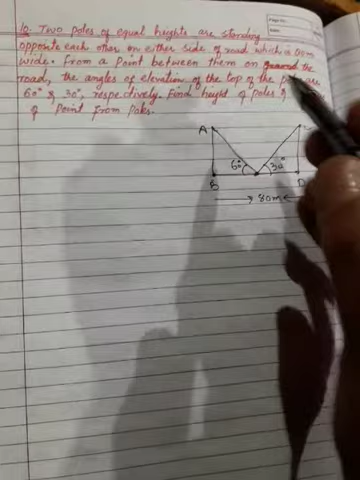 10. Two poles of equal heights are standing
opposite each other on either side of road which is 80m
wide. From a Point between them on the
road, the angles of elevation of the top of the are
60° & 30°, respectively. Find height of poles &
of Point from Poles.
A
60°
30°
B
D
80m